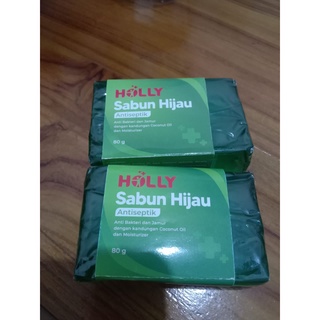 HOLLY
Sabun Hijau
Antiseptik
Anti Bakteri dan Jamur
dengan kandungan Coconut Oil
dan Moisturizer
80 g
HOLLY
Sabun Hijau
Antiseptik
Anti Bakteri dan Jamur
dengan kandungan Coconut Oil
dan Moisturizer
80 g